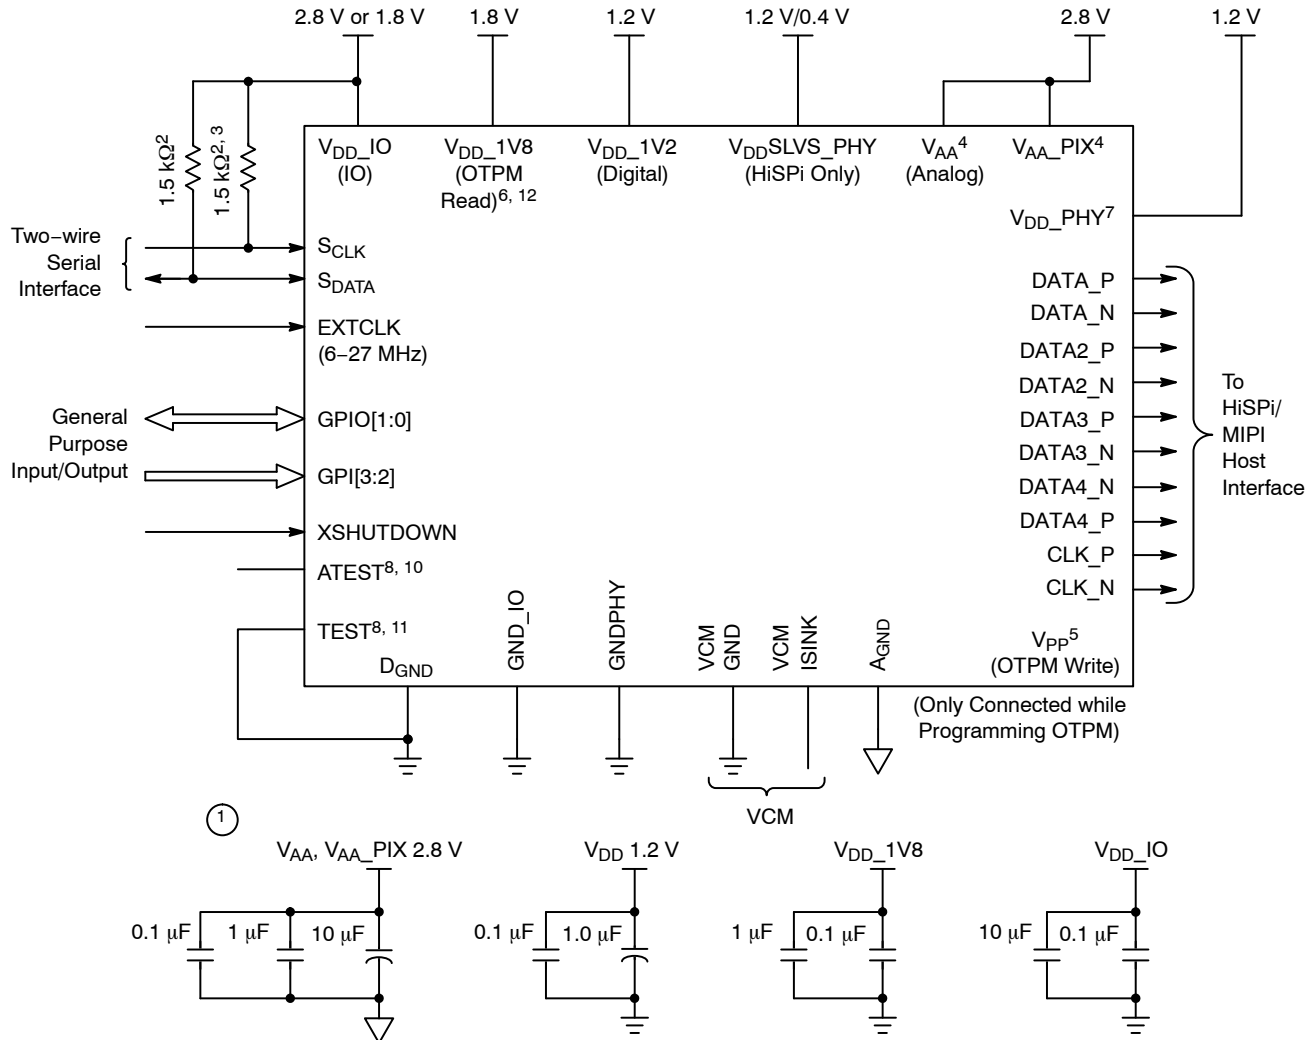 2.8 V or 1.8 V
1.8 V
1.2 V
1.2 V/0.4 V
2.8 V
1.2 V
1.5 kΩ2
1.5 kΩ2, 3
VDD_IO
(IO)
VDD_1V8
(OTPM
Read)6, 12
VDD_1V2
(Digital)
VDDSLVS_PHY
(HiSPi Only)
VAA4
(Analog)
VAA_PIX4
VDD_PHY7
Two−wire
Serial
Interface
SCLK
SDATA
EXTCLK
(6−27 MHz)
General
Purpose
Input/Output
GPIO[1:0]
GPI[3:2]
XSHUTDOWN
ATEST8, 10
TEST8, 11
DATA_P
DATA_N
DATA2_P
DATA2_N
DATA3_P
DATA3_N
DATA4_N
DATA4_P
CLK_P
CLK_N
To
HiSPi/
MIPI
Host
Interface
DGND
GND_IO
GNDPHY
VCM
GND
VCM
ISINK
AGND
VPP5
(OTPM Write)
(Only Connected while
Programming OTPM)
VCM
1
VAA, VAA_PIX 2.8 V
0.1 μF
1 μF
10 μF
VDD 1.2 V
0.1 μF
1.0 μF
VDD_1V8
1 μF
0.1 μF
VDD_IO
10 μF
0.1 μF